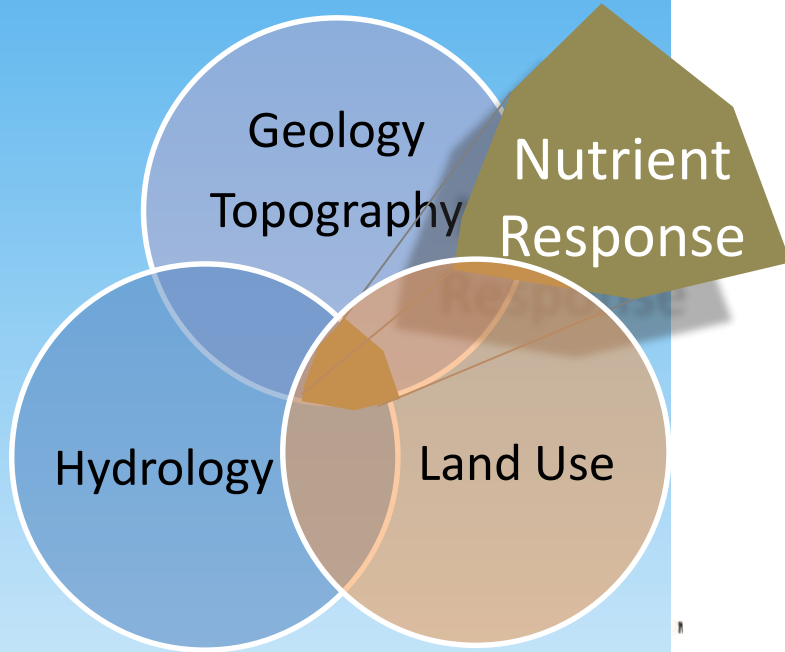 Geology
Topography
Nutrient
Response
Hydrology
Land Use